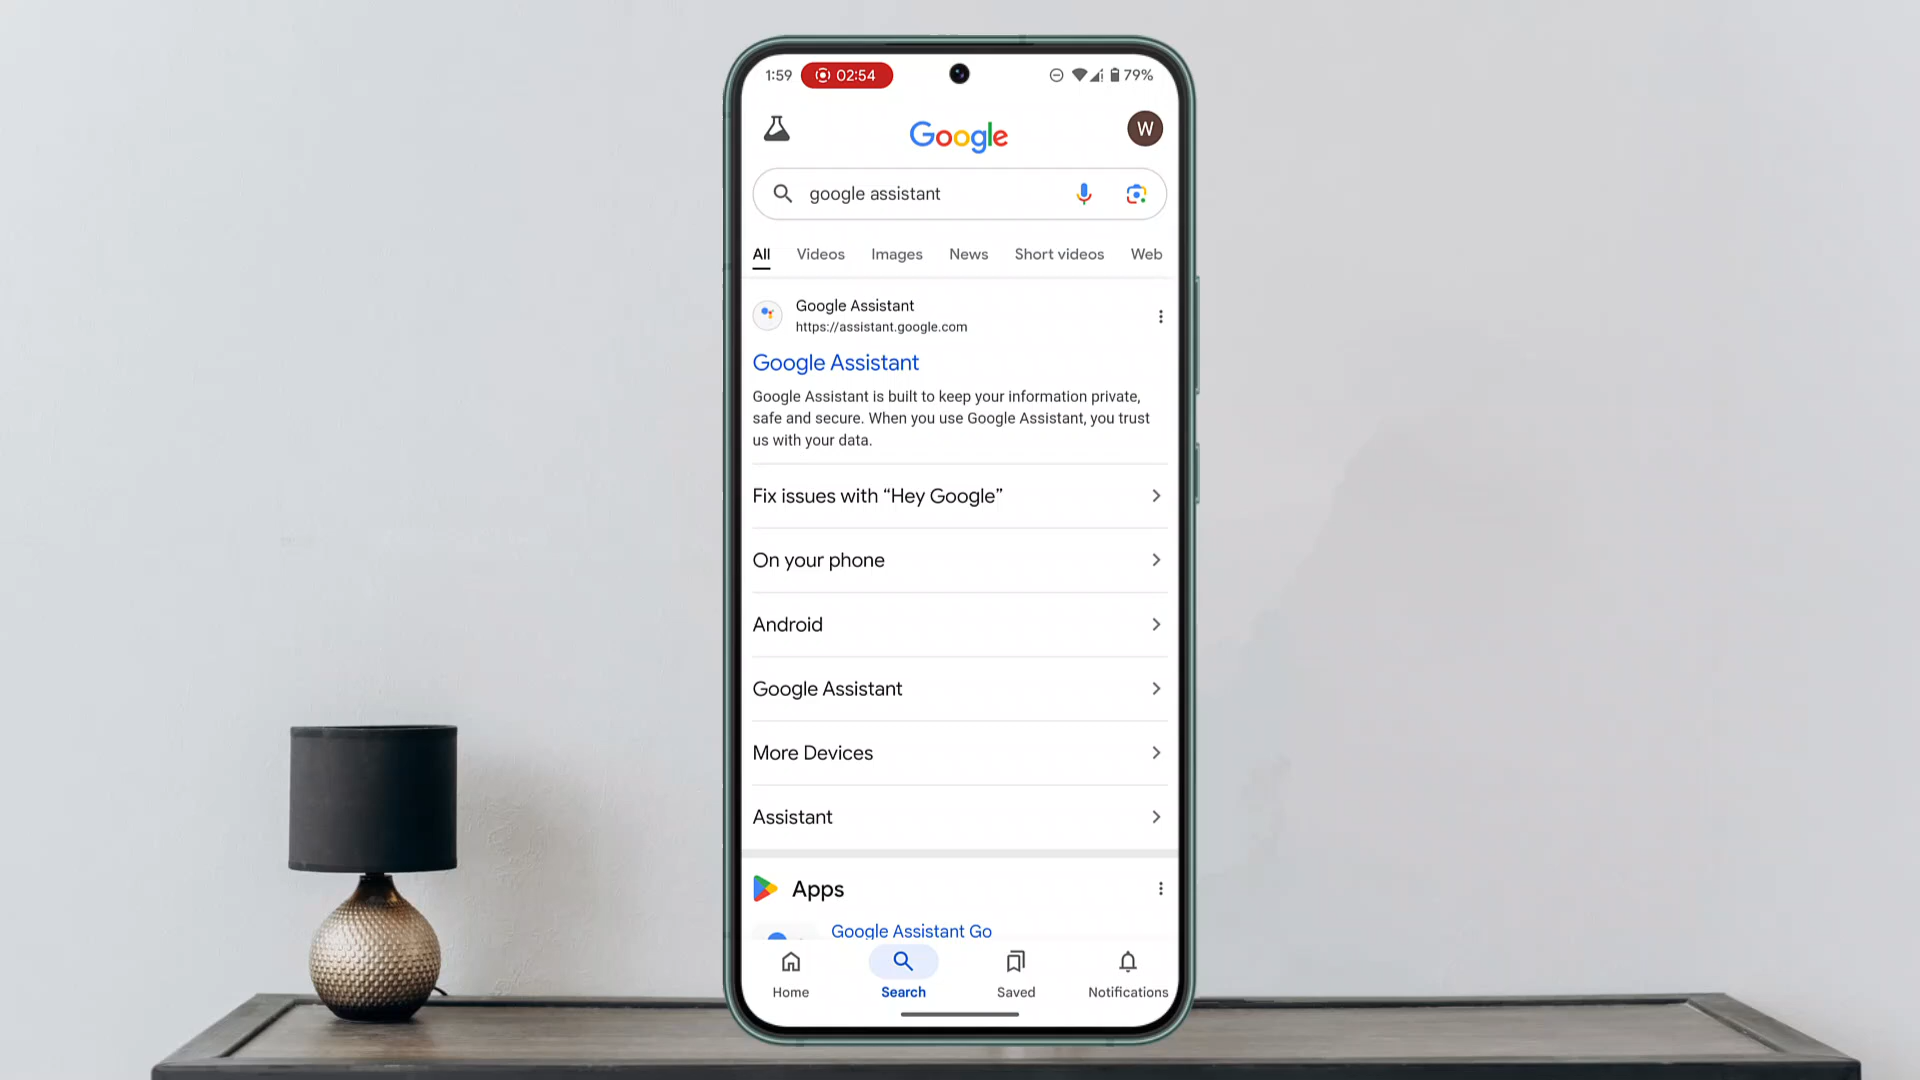 1:59 02:54 79%
Google W
google assistant
All Videos Images News Short videos Web
Google Assistant
https://assistant.google.com
Google Assistant
Google Assistant is built to keep your information private,
safe and secure. When you use Google Assistant, you trust
us with your data.
Fix issues with “Hey Google”
On your phone
Android
Google Assistant
More Devices
Assistant
Apps
Google Assistant Go
Home Search Saved Notifications